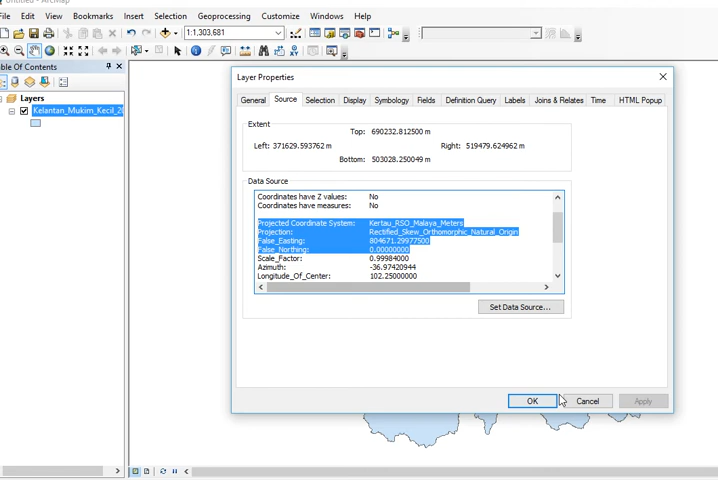 Untitled - ArcMap
File Edit View Bookmarks Insert Selection Geoprocessing Customize Windows Help
1:1,303,681
Table Of Contents
Layers
Kelantan_Mukim_Kecil_20
Layer Properties
General Source Selection Display Symbology Fields Definition Query Labels Joins & Relates Time HTML Popup
Extent
Top: 690232.812500 m
Left: 371629.593762 m Right: 519479.624962 m
Bottom: 503028.250049 m
Data Source
Coordinates have Z values: No
Coordinates have measures: No
Projected Coordinate System: Kertau_RSO_Malaya_Meters
Projection: Rectified_Skew_Orthomorphic_Natural_Origin
False_Easting: 804671.29977500
False_Northing: 0.00000000
Scale_Factor: 0.99984000
Azimuth: -36.97420944
Longitude_Of_Center: 102.25000000
Set Data Source...
OK Cancel Apply